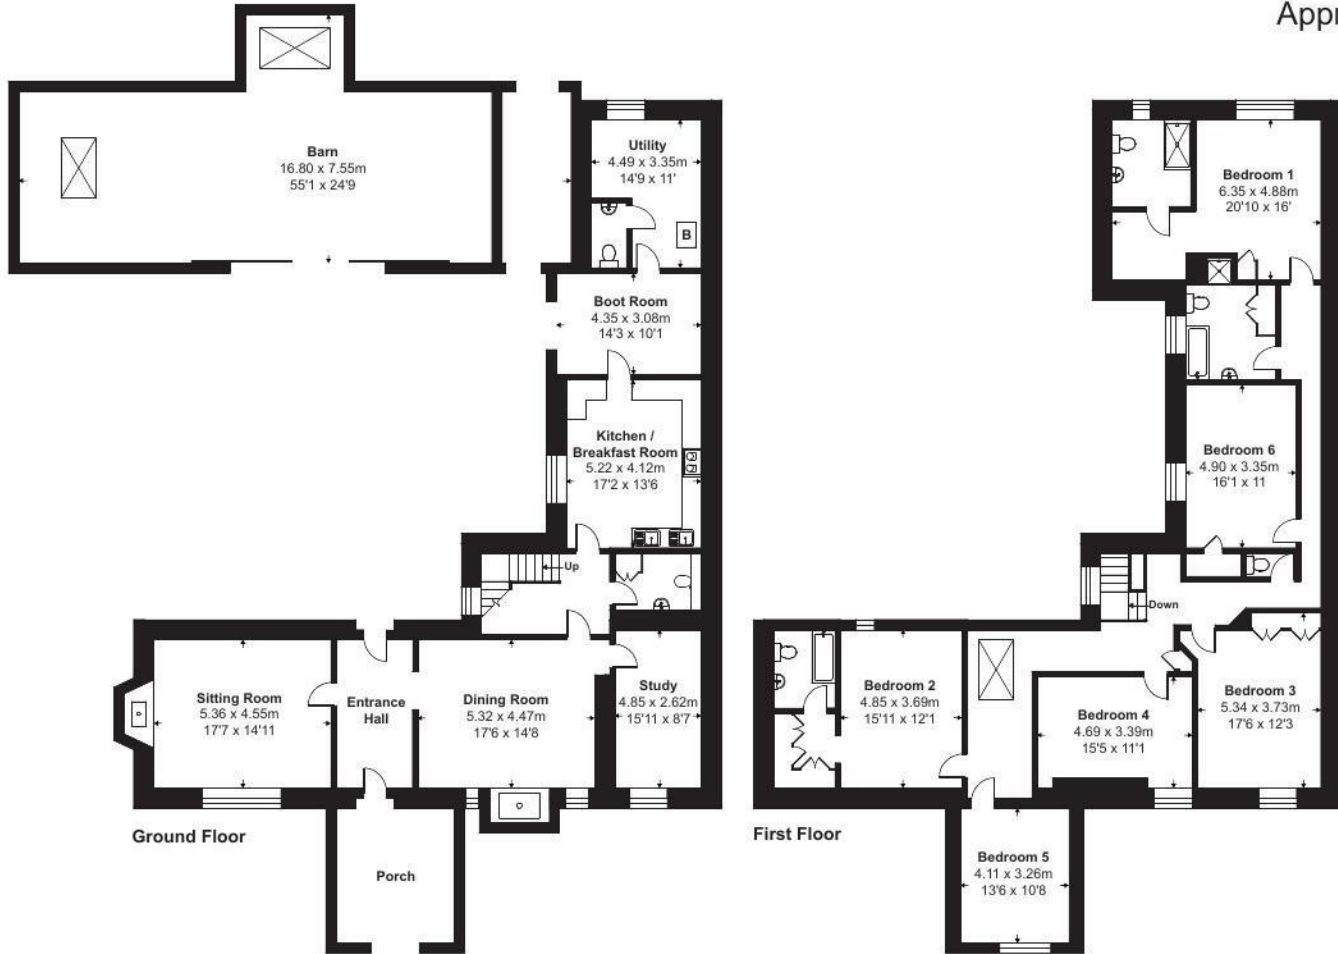 Appr
Barn
16.80 x 7.55m
55'1 x 24'9
Utility
4.49 x 3.35m
14'9 x 11'
B
Boot Room
4.35 x 3.08m
14'3 x 10'1
Kitchen /
Breakfast Room
5.22 x 4.12m
17'2 x 13'6
Up
Sitting Room
5.36 x 4.55m
17'7 x 14'11
Entrance
Hall
Dining Room
5.32 x 4.47m
17'6 x 14'8
Study
4.85 x 2.62m
15'11 x 8'7
Ground Floor
Porch
Bedroom 1
6.35 x 4.88m
20'10 x 16'
Bedroom 6
4.90 x 3.35m
16'1 x 11
Down
Bedroom 2
4.85 x 3.69m
15'11 x 12'1
Bedroom 4
4.69 x 3.39m
15'5 x 11'1
Bedroom 3
5.34 x 3.73m
17'6 x 12'3
First Floor
Bedroom 5
4.11 x 3.26m
13'6 x 10'8